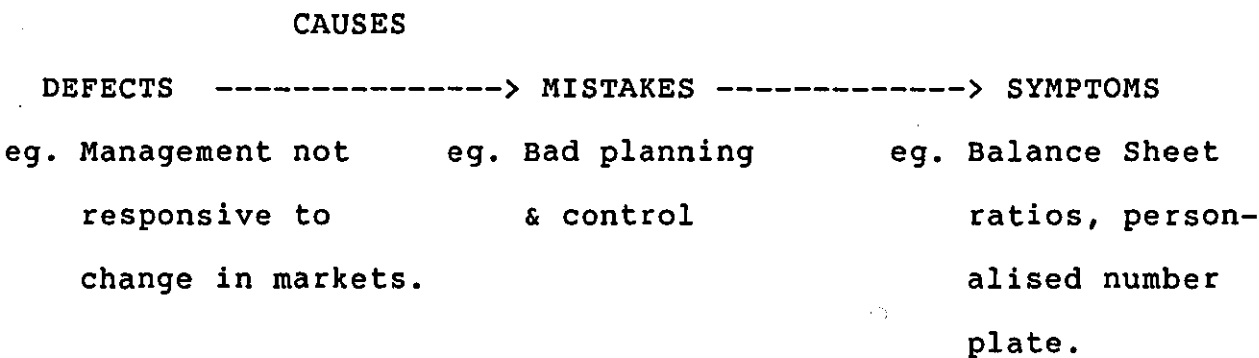 CAUSES
DEFECTS ---------------> MISTAKES -------------> SYMPTOMS
eg. Management not eg. Bad planning eg. Balance Sheet
responsive to & control ratios, person-
change in markets. alised number
plate.